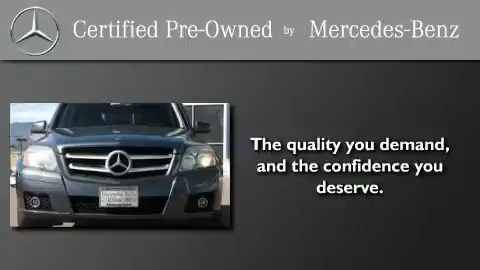 Certified Pre-Owned by Mercedes-Benz
The quality you demand,
and the confidence you
deserve.